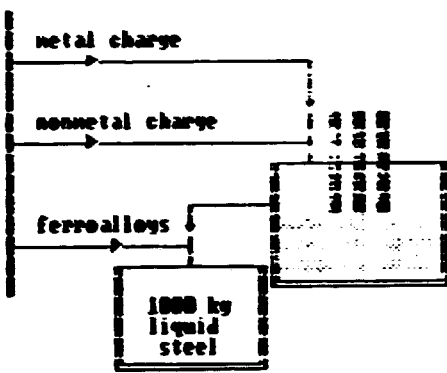 metal charge
nonmetal charge
ferroalloys
1000 kg
liquid
steel